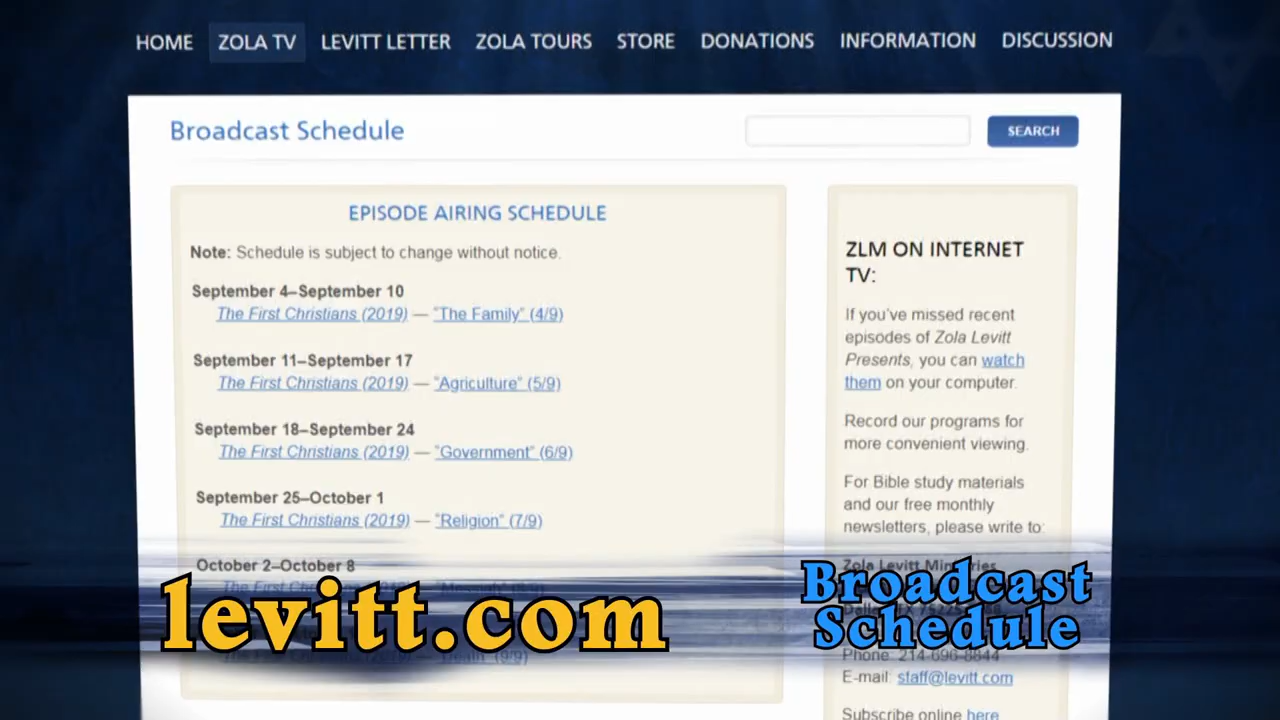 HOME ZOLA TV LEVITT LETTER ZOLA TOURS STORE DONATIONS INFORMATION DISCUSSION
Broadcast Schedule
SEARCH
EPISODE AIRING SCHEDULE
Note: Schedule is subject to change without notice.
September 4–September 10
The First Christians (2019) — "The Family" (4/9)
September 11–September 17
The First Christians (2019) — "Agriculture" (5/9)
September 18–September 24
The First Christians (2019) — "Government" (6/9)
September 25–October 1
The First Christians (2019) — "Religion" (7/9)
October 2–October 8
"Death" (9/9)
ZLM ON INTERNET
TV:
If you've missed recent
episodes of Zola Levitt
Presents, you can watch
them on your computer.
Record our programs for
more convenient viewing.
For Bible study materials
and our free monthly
newsletters, please write to:
Zola Levitt Ministries
Phone: 214-696-8844
E-mail: staff@levitt.com
Subscribe online here
levitt.com
Broadcast
Schedule